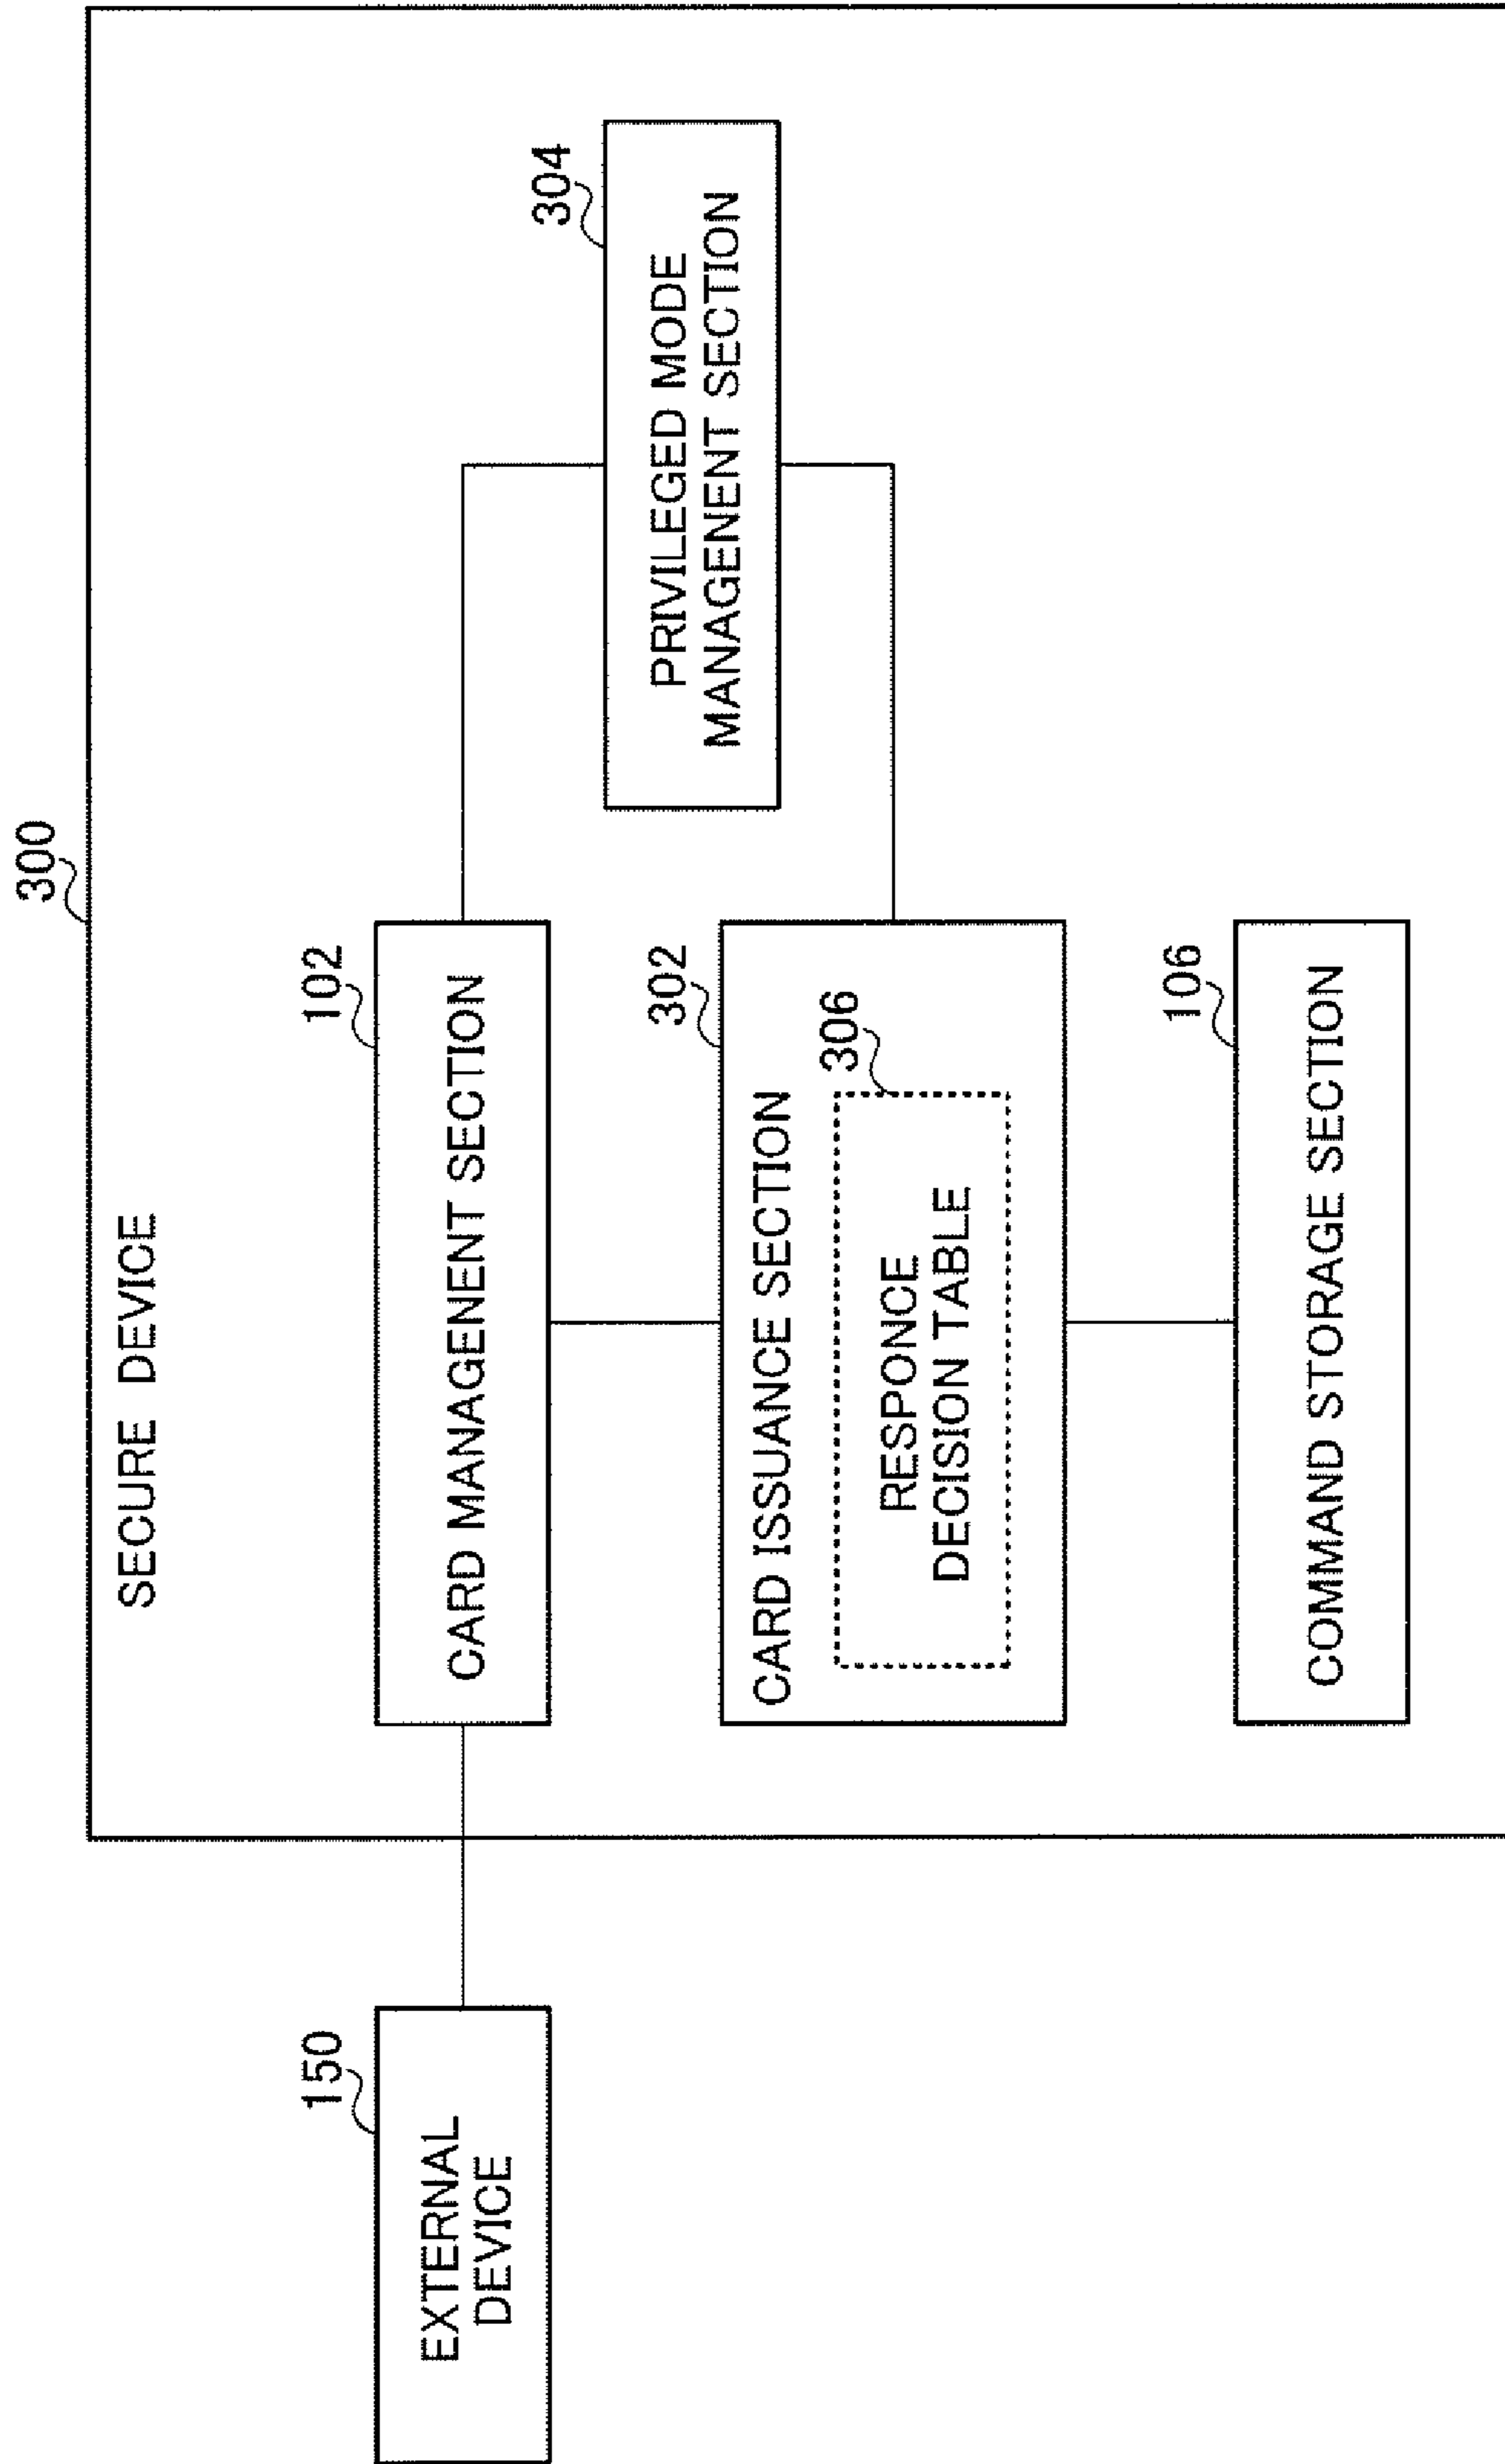 300
SECURE DEVICE
150
EXTERNAL
DEVICE
102
CARD MANAGENENT SECTION
304
PRIVILEGED MODE
MANAGENENT SECTION
302
CARD ISSUANCE SECTION
306
RESPONCE
DECISION TABLE
106
COMMAND STORAGE SECTION